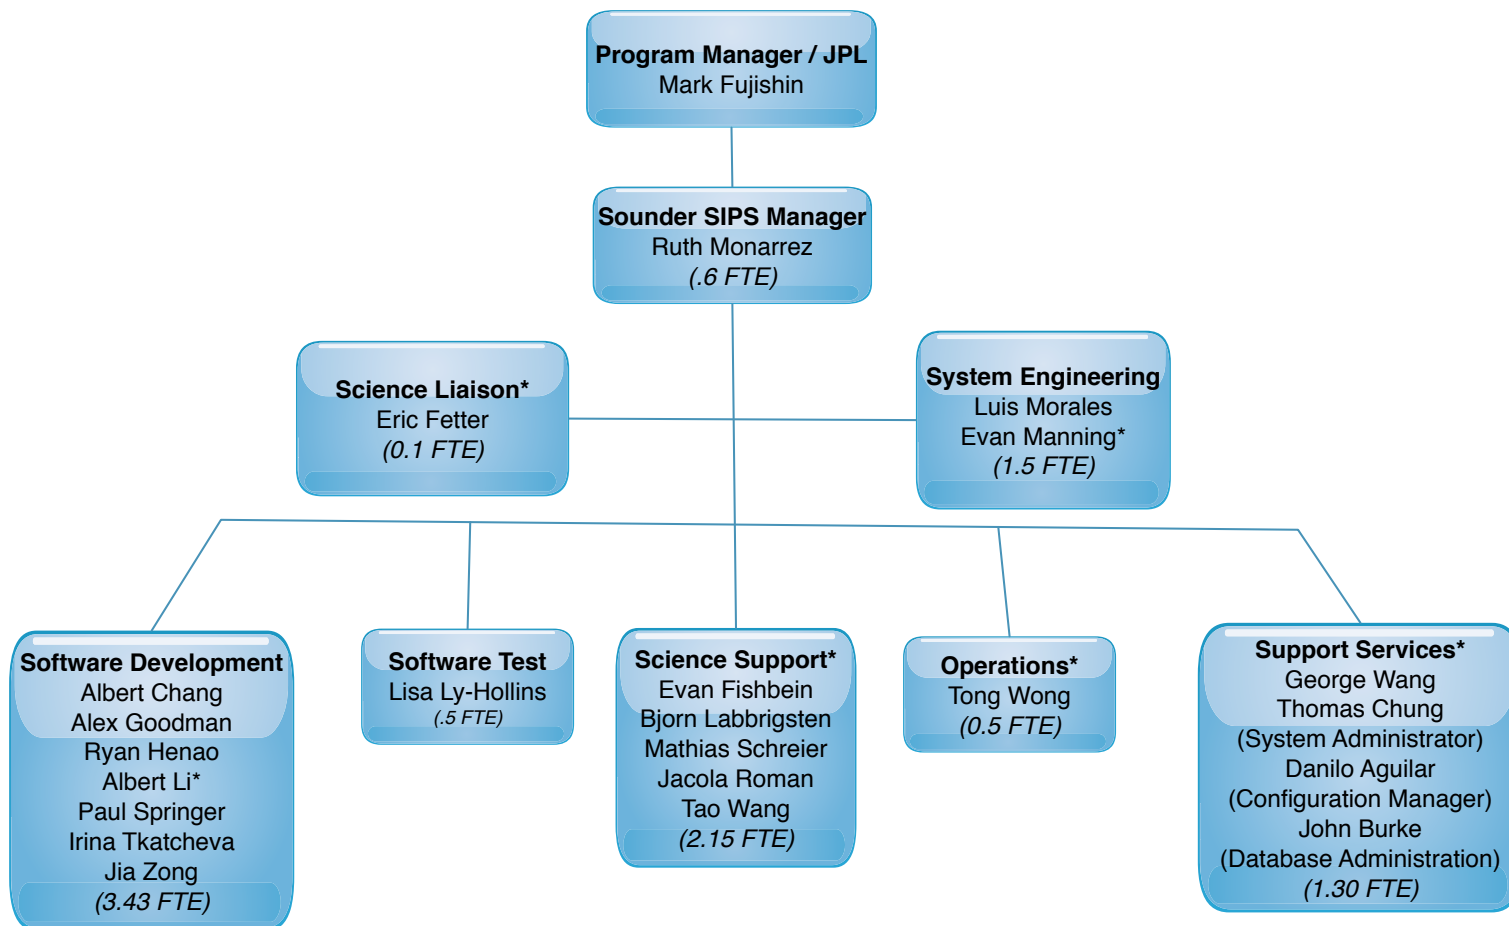 Program Manager / JPL
Mark Fujishin
Sounder SIPS Manager
Ruth Monarrez
(.6 FTE)
Science Liaison*
Eric Fetter
(0.1 FTE)
System Engineering
Luis Morales
Evan Manning*
(1.5 FTE)
Software Development
Albert Chang
Alex Goodman
Ryan Henao
Albert Li*
Paul Springer
Irina Tkatcheva
Jia Zong
(3.43 FTE)
Software Test
Lisa Ly-Hollins
(.5 FTE)
Science Support*
Evan Fishbein
Bjorn Labbrigsten
Mathias Schreier
Jacola Roman
Tao Wang
(2.15 FTE)
Operations*
Tong Wong
(0.5 FTE)
Support Services*
George Wang
Thomas Chung
(System Administrator)
Danilo Aguilar
(Configuration Manager)
John Burke
(Database Administration)
(1.30 FTE)